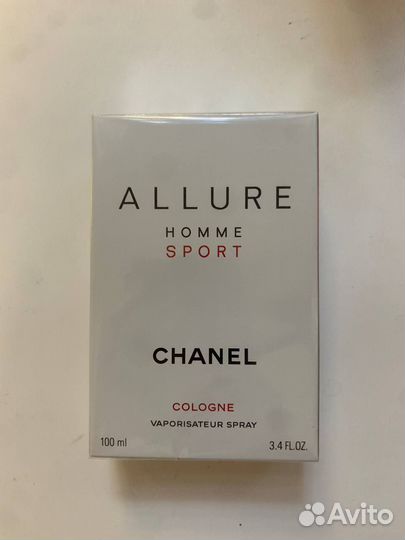 ALLURE
HOMME
SPORT
CHANEL
COLOGNE
VAPORISATEUR SPRAY
100 ml 3.4 FL.OZ.
Avito